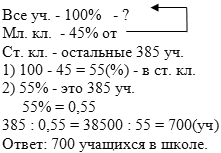 Все уч. - 100% - ?
Мл. кл. - 45% от
Ст. кл. - остальные 385 уч.
1) 100 - 45 = 55(%) - в ст. кл.
2) 55% - это 385 уч.
55% = 0,55
385 : 0,55 = 38500 : 55 = 700(уч)
Ответ: 700 учащихся в школе.